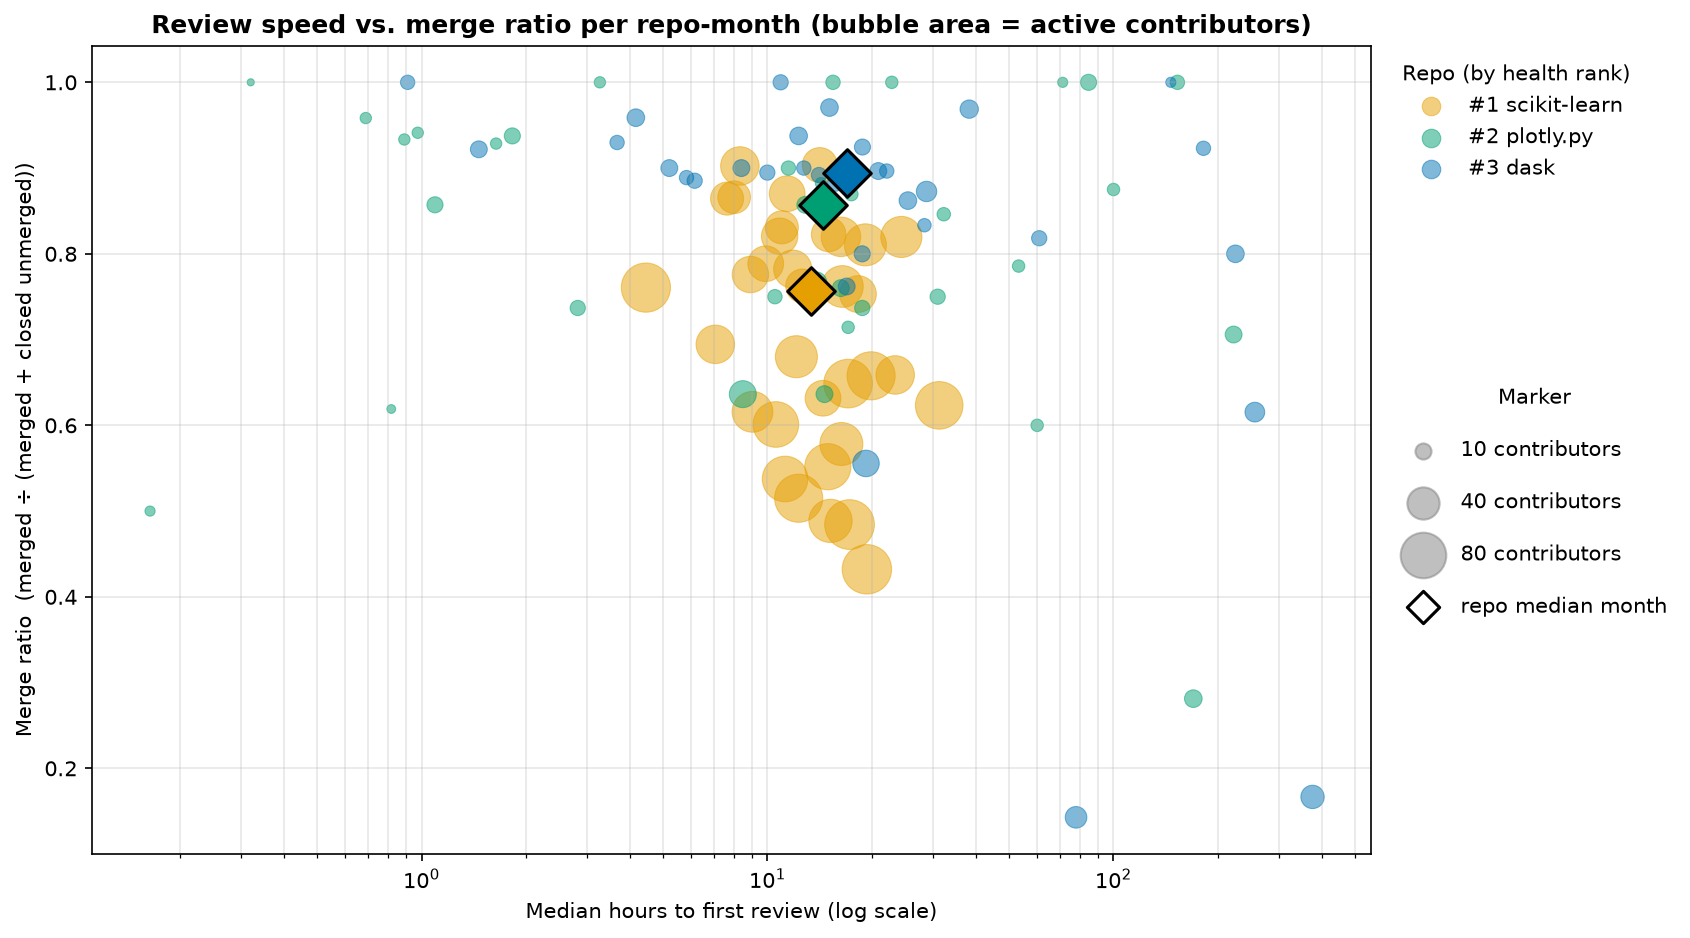 Review speed vs. merge ratio per repo-month (bubble area = active contributors)
Merge ratio (merged ÷ (merged + closed unmerged))
1.0
0.8
0.6
0.4
0.2
10⁰
10¹
10²
Median hours to first review (log scale)
Repo (by health rank)
#1 scikit-learn
#2 plotly.py
#3 dask
Marker
10 contributors
40 contributors
80 contributors
repo median month